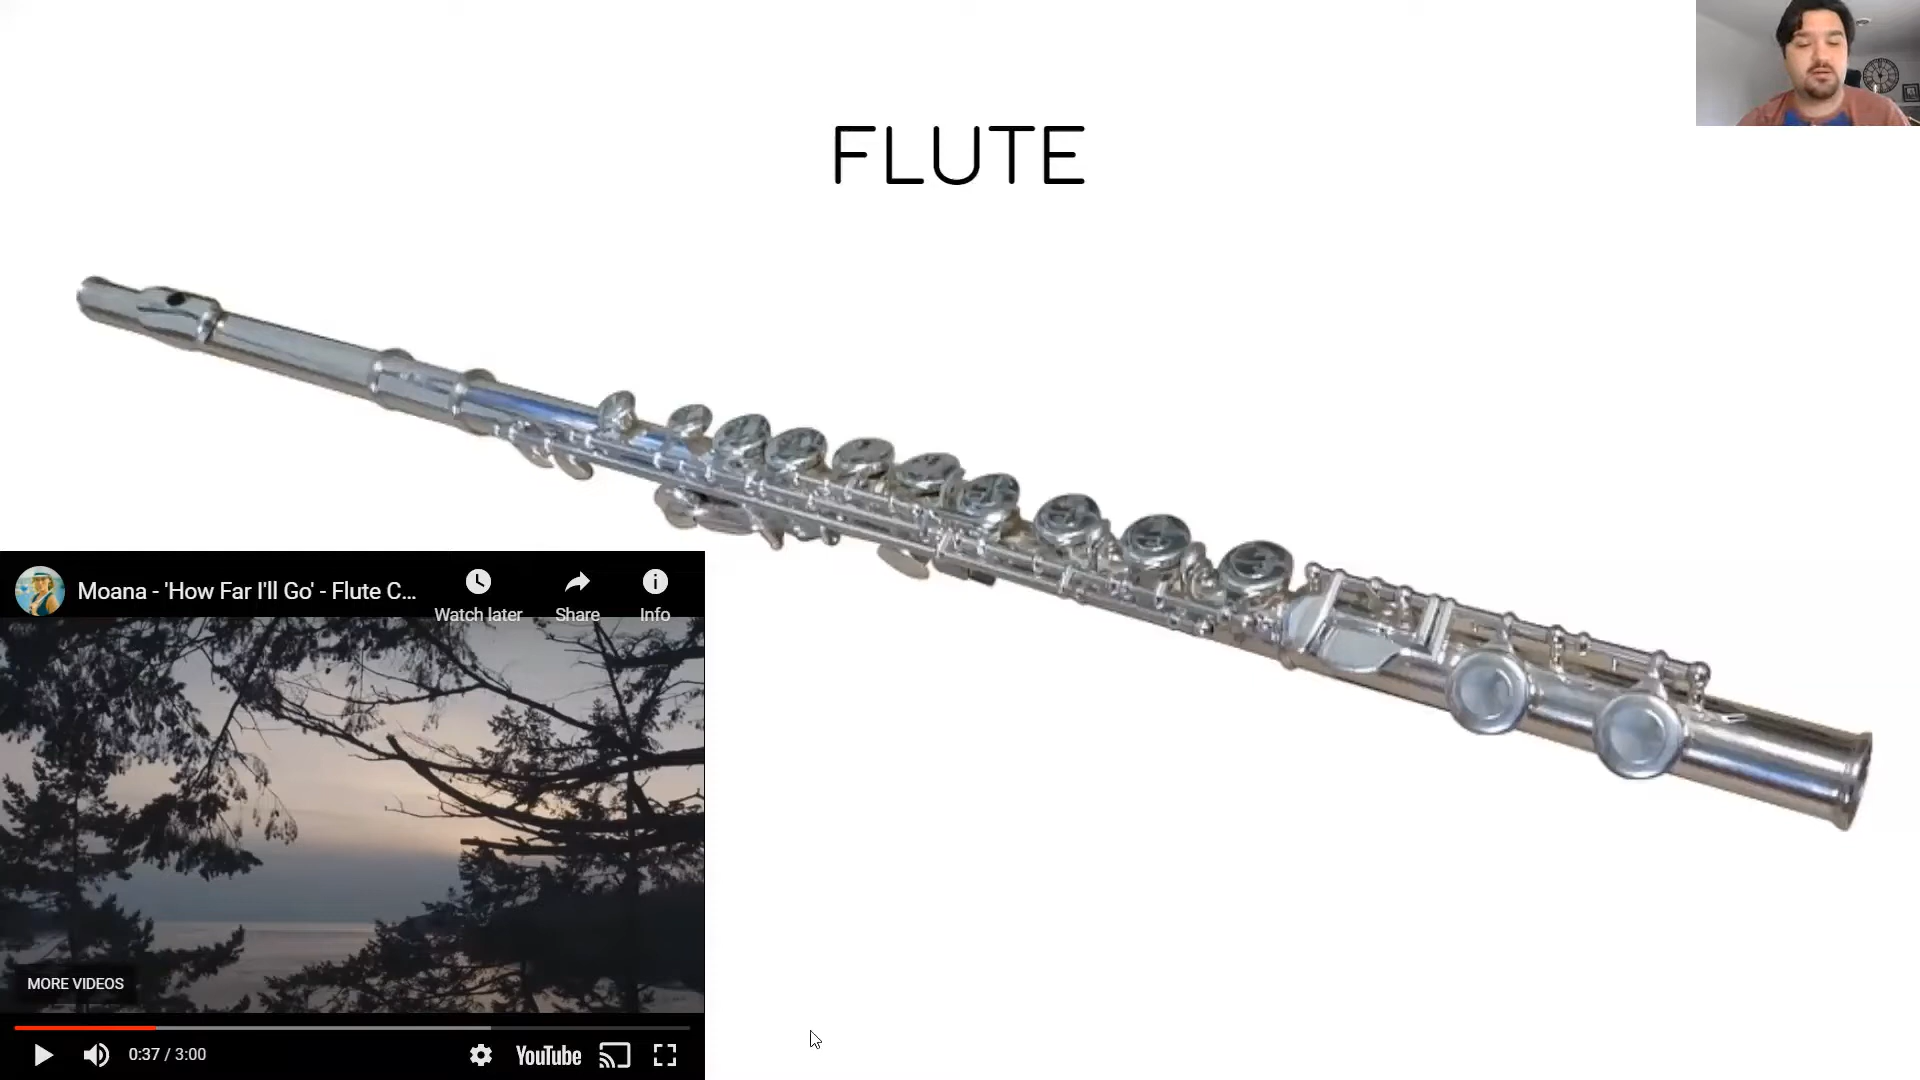 FLUTE
Moana - 'How Far I'll Go' - Flute C...
Watch later
Share
Info
MORE VIDEOS
0:37 / 3:00
YouTube